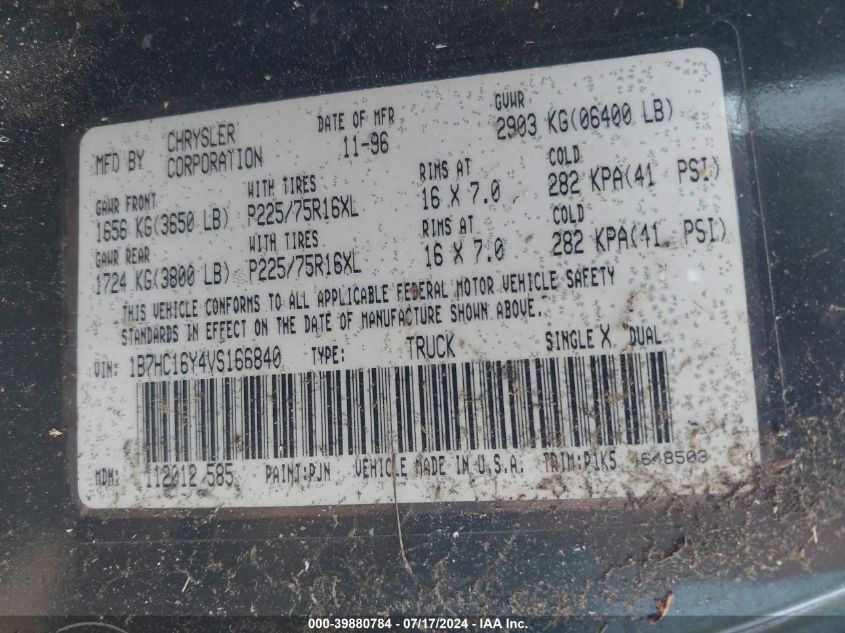 MFD BY CHRYSLER CORPORATION DATE OF MFR 11-96 GVWR 2903 KG(06400 LB)
GAWR FRONT WITH TIRES RIMS AT COLD
1656 KG(3650 LB) P225/75R16XL 16 X 7.0 282 KPA(41 PSI)
GAWR REAR WITH TIRES RIMS AT COLD
1724 KG(3800 LB) P225/75R16XL 16 X 7.0 282 KPA(41 PSI)
THIS VEHICLE CONFORMS TO ALL APPLICABLE FEDERAL MOTOR VEHICLE SAFETY
STANDARDS IN EFFECT ON THE DATE OF MANUFACTURE SHOWN ABOVE.
VIN: 1B7HC16Y4VS166840 TYPE: TRUCK SINGLE X DUAL
MDH: 112012 585 PAINT:PJN VEHICLE MADE IN U.S.A. TRIM:P1K5 4648503
000-39880784 - 07/17/2024 - IAA Inc.